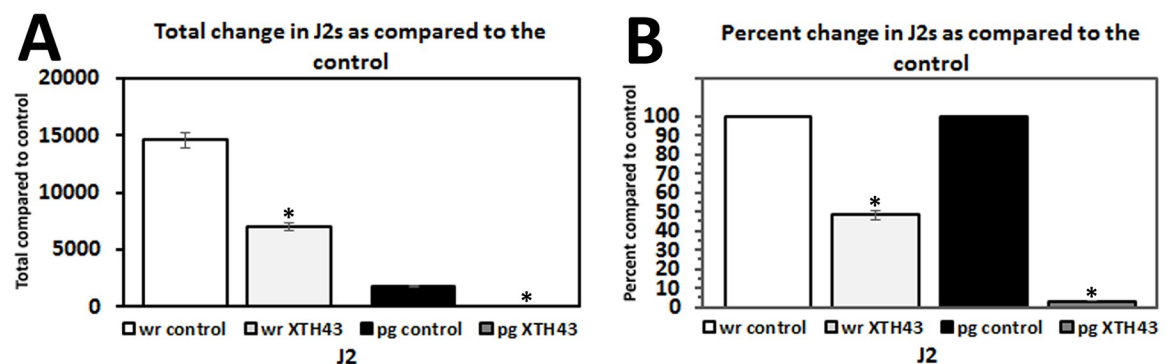 A
Total change in J2s as compared to the
control
Total compared to control
20000
15000
10000
5000
0
*
*
wr control wr XTH43 pg control pg XTH43
J2
B
Percent change in J2s as compared to the
control
Percent compared to control
100
90
80
70
60
50
40
30
20
10
0
*
*
wr control wr XTH43 pg control pg XTH43
J2